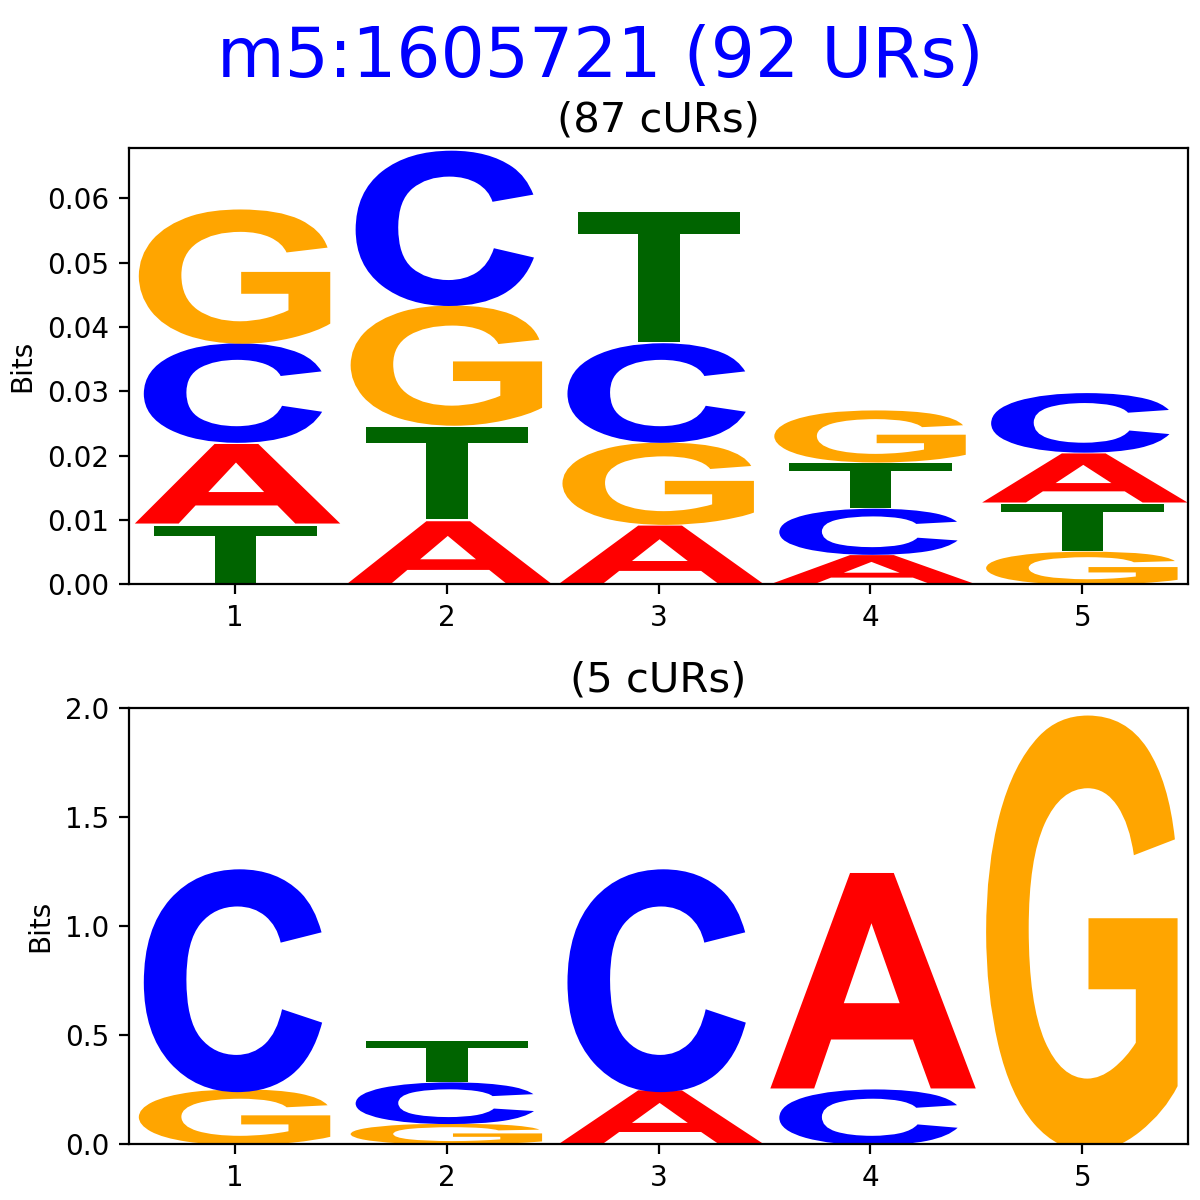 m5:1605721 (92 URs)
(87 cURs)
0.06
0.05
0.04
0.03
0.02
0.01
0.00
Bits
G C T
C G C G C
A T G T A
T A A C T
A G
1 2 3 4 5
(5 cURs)
2.0
1.5
1.0
0.5
0.0
Bits
C T C A G
G C A C
G
1 2 3 4 5